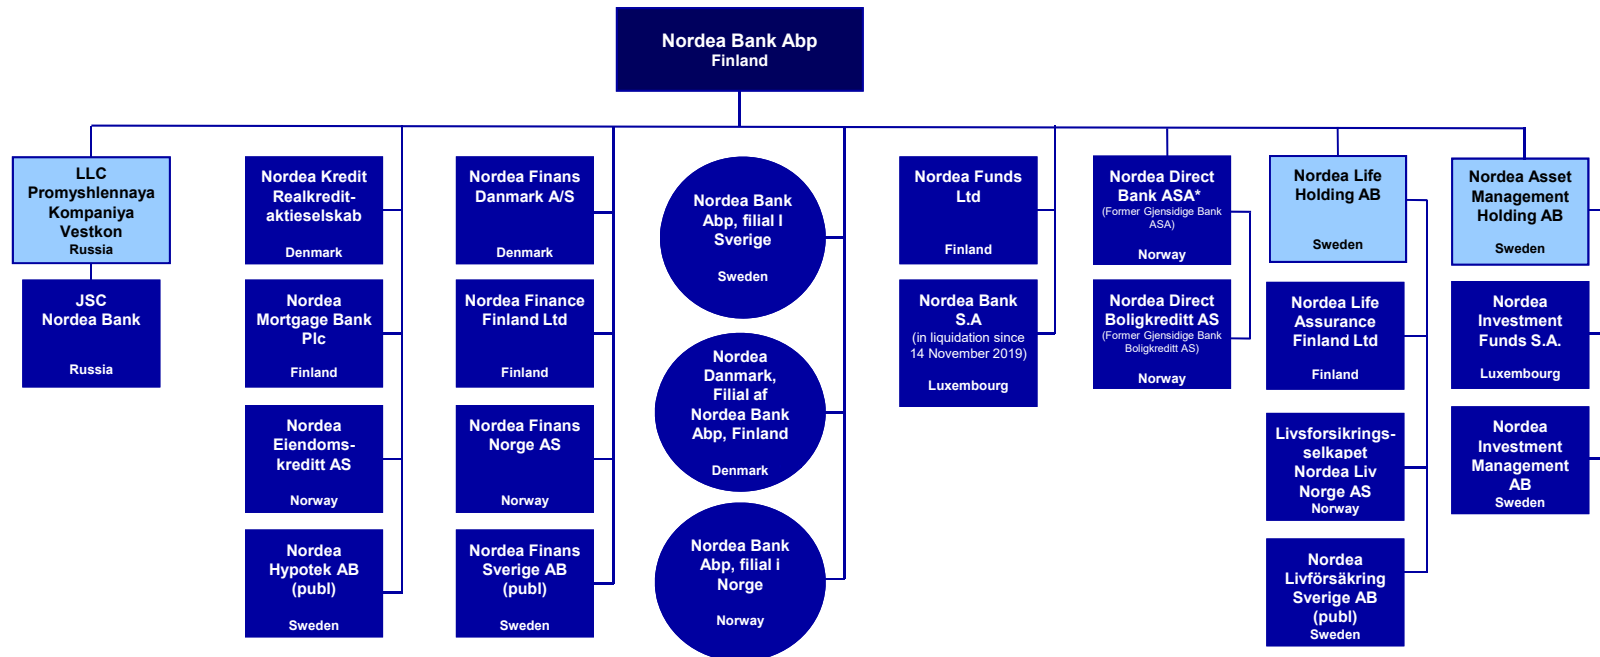 Nordea Bank Abp
Finland
LLC
Promyshlennaya
Kompaniya
Vestkon
Russia
JSC
Nordea Bank
Russia
Nordea Kredit
Realkredit-
aktieselskab
Denmark
Nordea
Mortgage Bank
Plc
Finland
Nordea
Eiendoms-
kreditt AS
Norway
Nordea
Hypotek AB
(publ)
Sweden
Nordea Finans
Danmark A/S
Denmark
Nordea Finance
Finland Ltd
Finland
Nordea Finans
Norge AS
Norway
Nordea Finans
Sverige AB
(publ)
Sweden
Nordea Bank
Abp, filial I
Sverige
Sweden
Nordea
Danmark,
Filial af
Nordea Bank
Abp, Finland
Denmark
Nordea Bank
Abp, filial i
Norge
Norway
Nordea Funds
Ltd
Finland
Nordea Bank
S.A
(in liquidation since
14 November 2019)
Luxembourg
Nordea Direct
Bank ASA*
(Former Gjensidige Bank
ASA)
Norway
Nordea Direct
Boligkreditt AS
(Former Gjensidige Bank
Boligkreditt AS)
Norway
Nordea Life
Holding AB
Sweden
Nordea Life
Assurance
Finland Ltd
Finland
Livsforsikrings-
selkapet
Nordea Liv
Norge AS
Norway
Nordea
Livförsäkring
Sverige AB
(publ)
Sweden
Nordea Asset
Management
Holding AB
Sweden
Nordea
Investment
Funds S.A.
Luxembourg
Nordea
Investment
Management
AB
Sweden